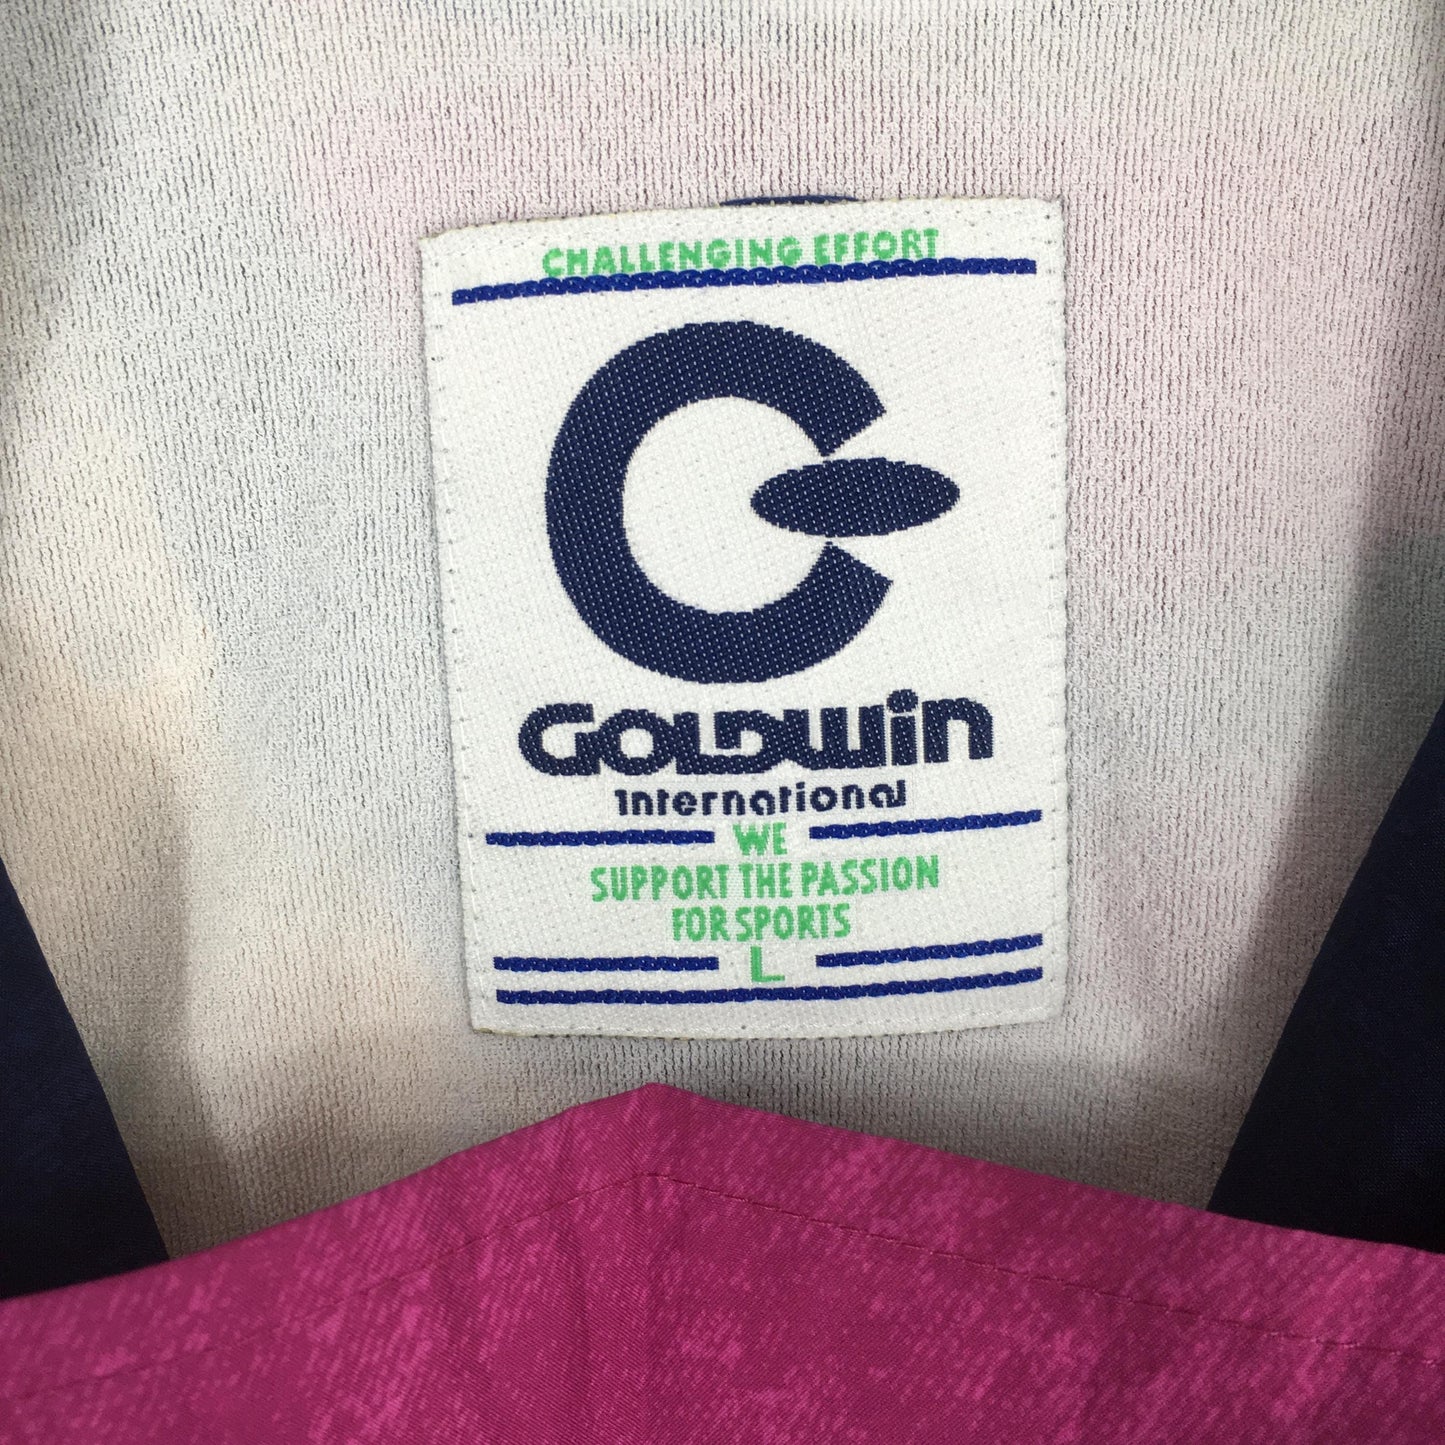 CHALLENGING EFFORT
GOLDWin
International
WE
SUPPORT THE PASSION
FOR SPORTS
L